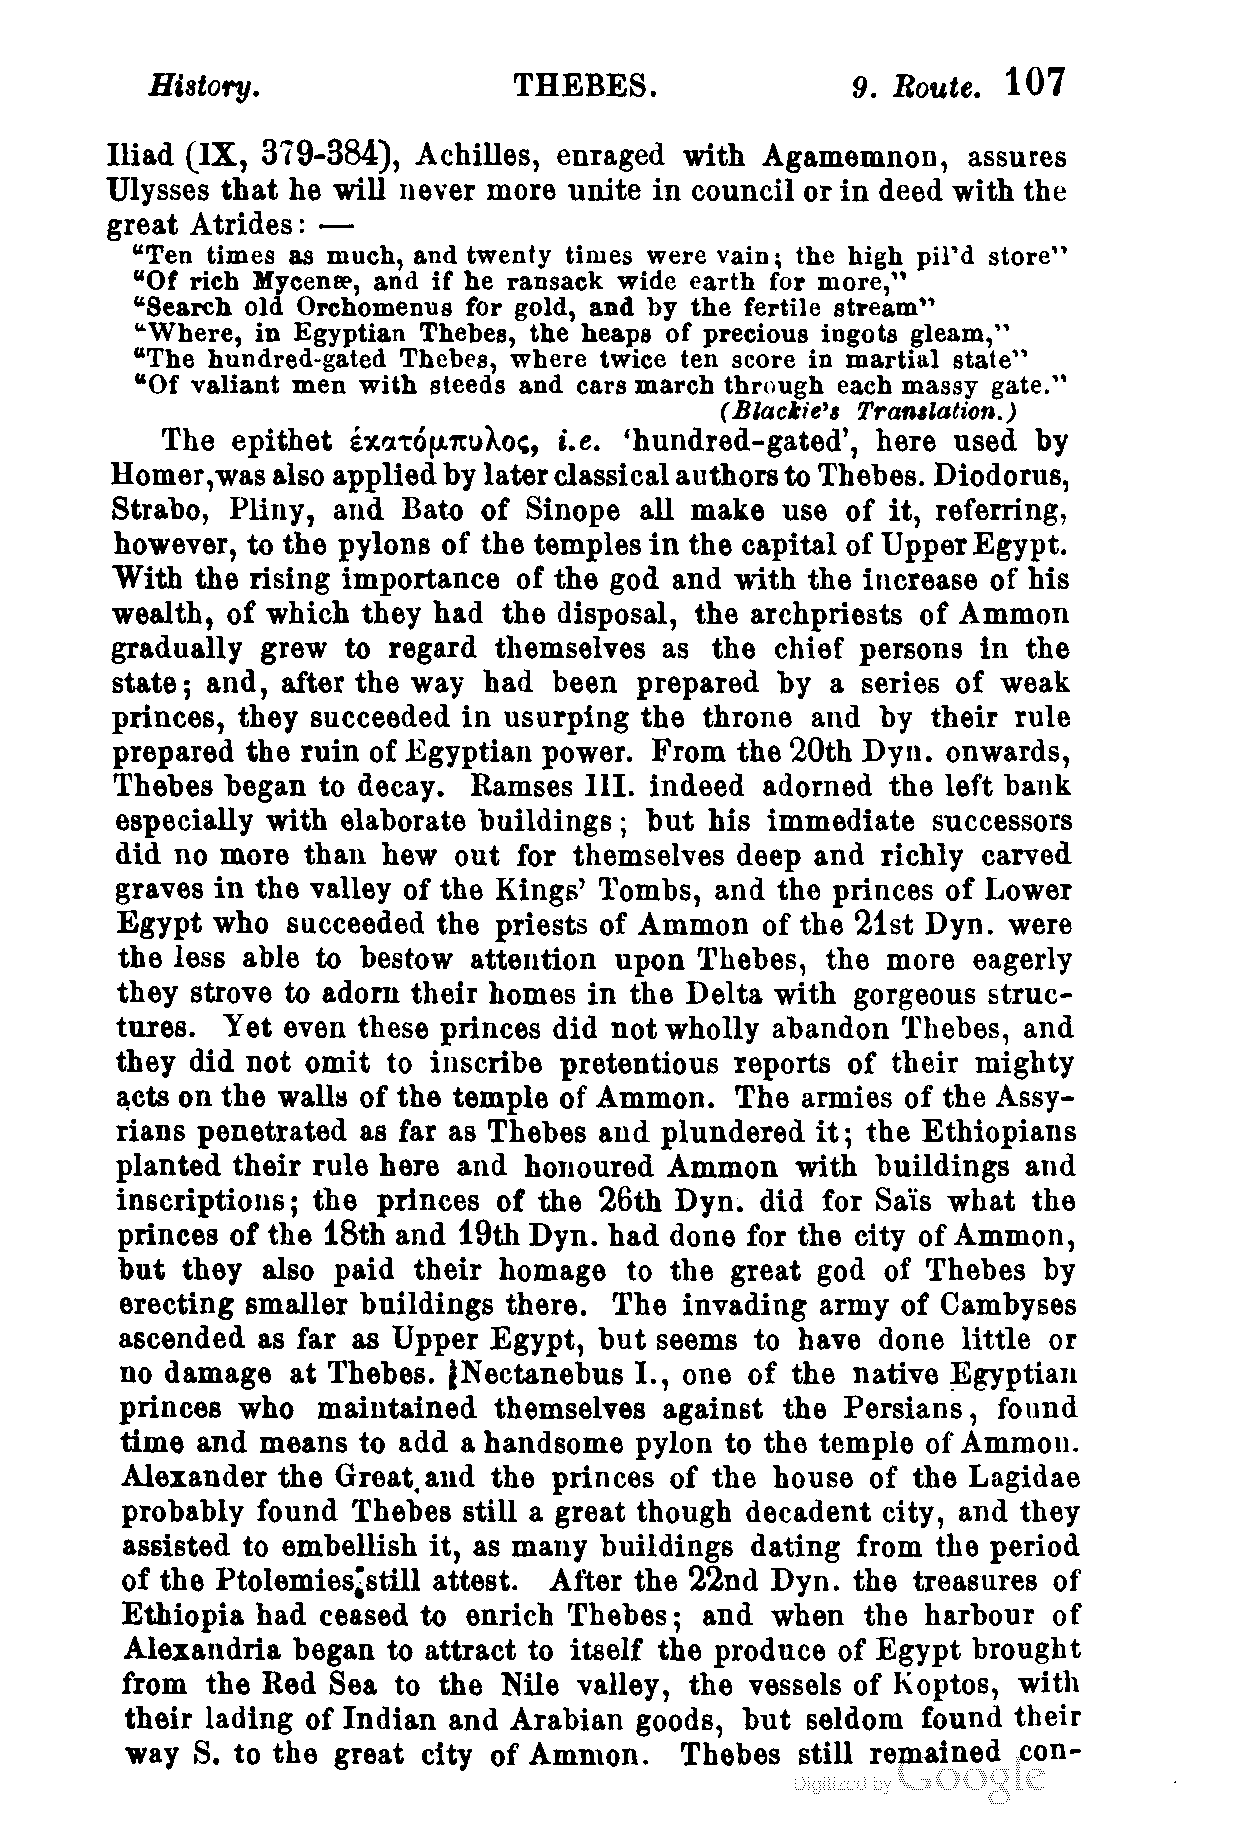 History. THEBES. 9. Route. 107
Iliad (IX, 379-384), Achilles, enraged with Agamemnon, assures
Ulysses that he will never more unite in council or in deed with the
great Atrides: —
“Ten times as much, and twenty times were vain; the high pil'd store”
“Of rich Mycenæ, and if he ransack wide earth for more,”
“Search old Orchomenus for gold, and by the fertile stream”
“Where, in Egyptian Thebes, the heaps of precious ingots gleam,”
“The hundred-gated Thebes, where twice ten score in martial state”
“Of valiant men with steeds and cars march through each massy gate.”
(Blackie's Translation.)
The epithet ἑκατόμπυλος, i.e. ‘hundred-gated’, here used by
Homer, was also applied by later classical authors to Thebes. Diodorus,
Strabo, Pliny, and Bato of Sinope all make use of it, referring,
however, to the pylons of the temples in the capital of Upper Egypt.
With the rising importance of the god and with the increase of his
wealth, of which they had the disposal, the archpriests of Ammon
gradually grew to regard themselves as the chief persons in the
state; and, after the way had been prepared by a series of weak
princes, they succeeded in usurping the throne and by their rule
prepared the ruin of Egyptian power. From the 20th Dyn. onwards,
Thebes began to decay. Ramses III. indeed adorned the left bank
especially with elaborate buildings; but his immediate successors
did no more than hew out for themselves deep and richly carved
graves in the valley of the Kings' Tombs, and the princes of Lower
Egypt who succeeded the priests of Ammon of the 21st Dyn. were
the less able to bestow attention upon Thebes, the more eagerly
they strove to adorn their homes in the Delta with gorgeous struc-
tures. Yet even these princes did not wholly abandon Thebes, and
they did not omit to inscribe pretentious reports of their mighty
acts on the walls of the temple of Ammon. The armies of the Assy-
rians penetrated as far as Thebes and plundered it; the Ethiopians
planted their rule here and honoured Ammon with buildings and
inscriptions; the princes of the 26th Dyn. did for Saïs what the
princes of the 18th and 19th Dyn. had done for the city of Ammon,
but they also paid their homage to the great god of Thebes by
erecting smaller buildings there. The invading army of Cambyses
ascended as far as Upper Egypt, but seems to have done little or
no damage at Thebes. Nectanebus I., one of the native Egyptian
princes who maintained themselves against the Persians, found
time and means to add a handsome pylon to the temple of Ammon.
Alexander the Great and the princes of the house of the Lagidae
probably found Thebes still a great though decadent city, and they
assisted to embellish it, as many buildings dating from the period
of the Ptolemies still attest. After the 22nd Dyn. the treasures of
Ethiopia had ceased to enrich Thebes; and when the harbour of
Alexandria began to attract to itself the produce of Egypt brought
from the Red Sea to the Nile valley, the vessels of Koptos, with
their lading of Indian and Arabian goods, but seldom found their
way S. to the great city of Ammon. Thebes still remained con-
Digitized by Google